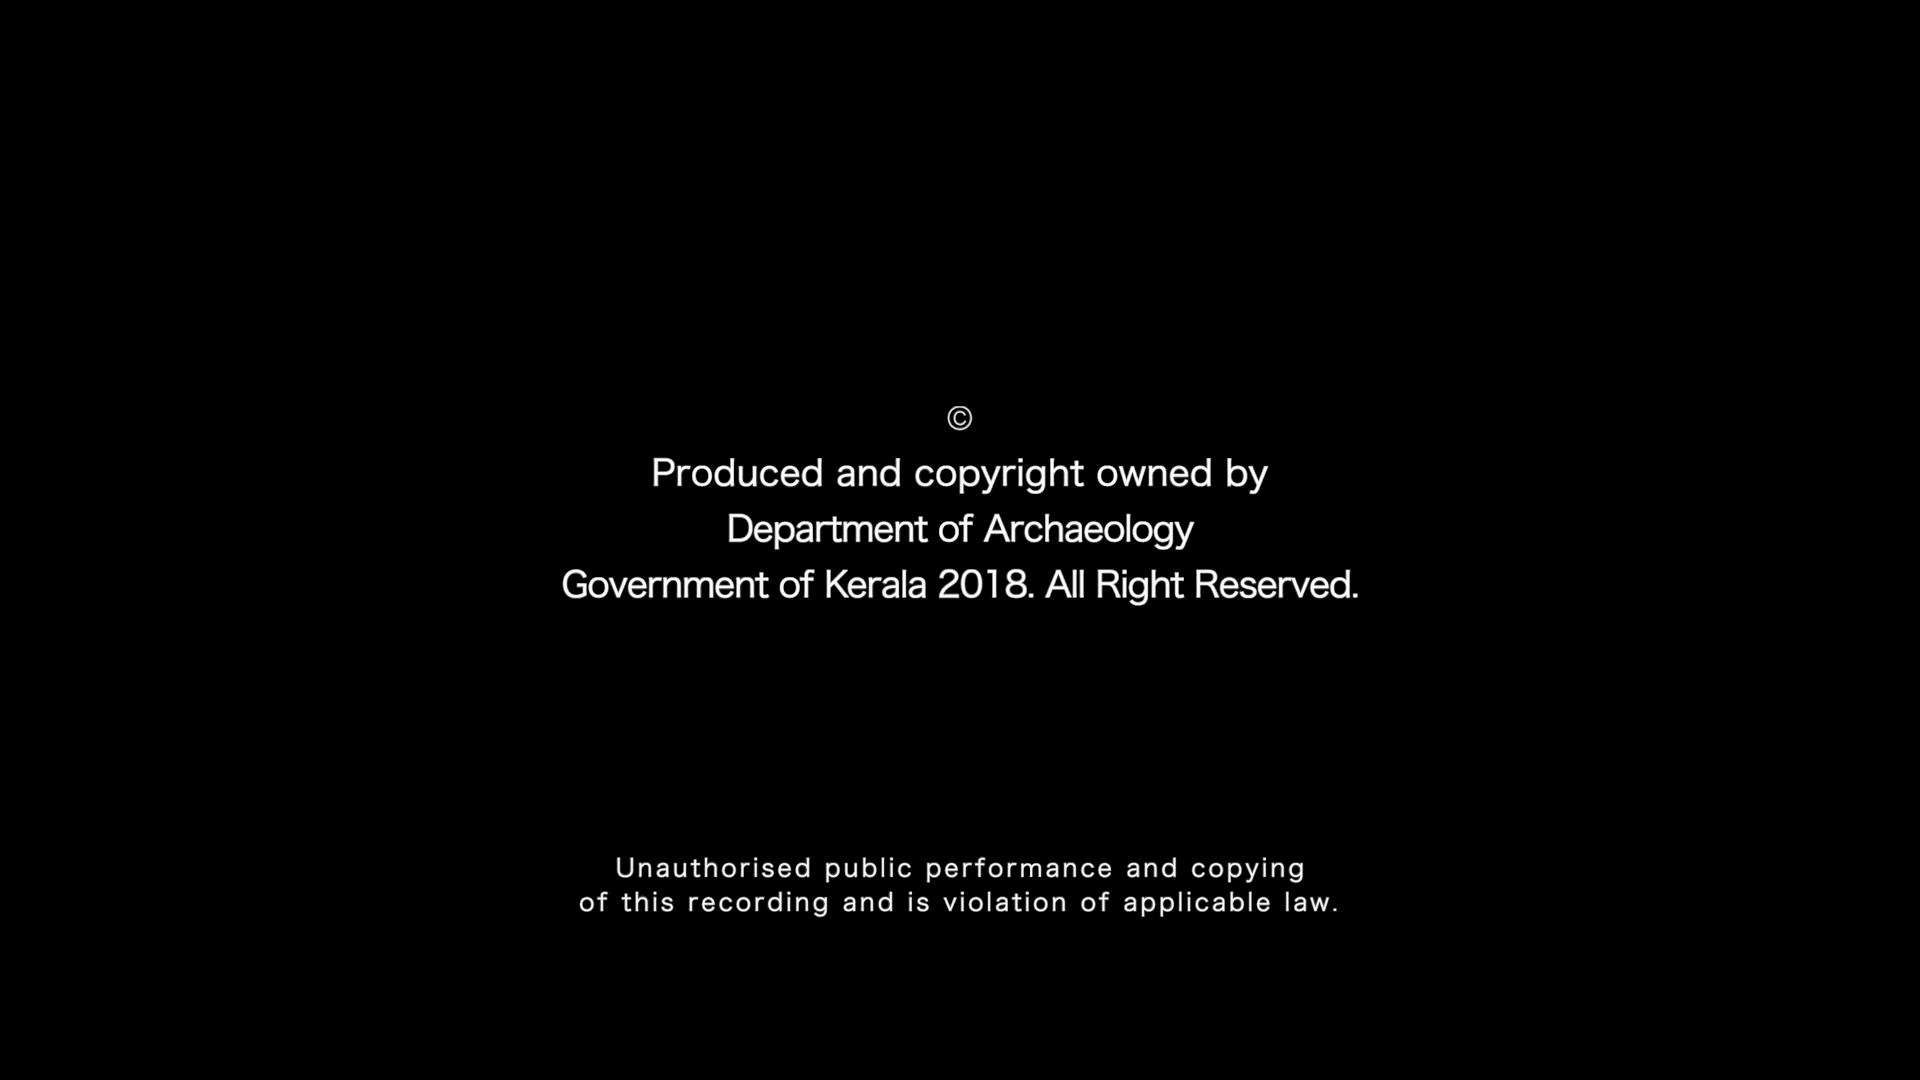 ©
Produced and copyright owned by
Department of Archaeology
Government of Kerala 2018. All Right Reserved.
Unauthorised public performance and copying
of this recording and is violation of applicable law.